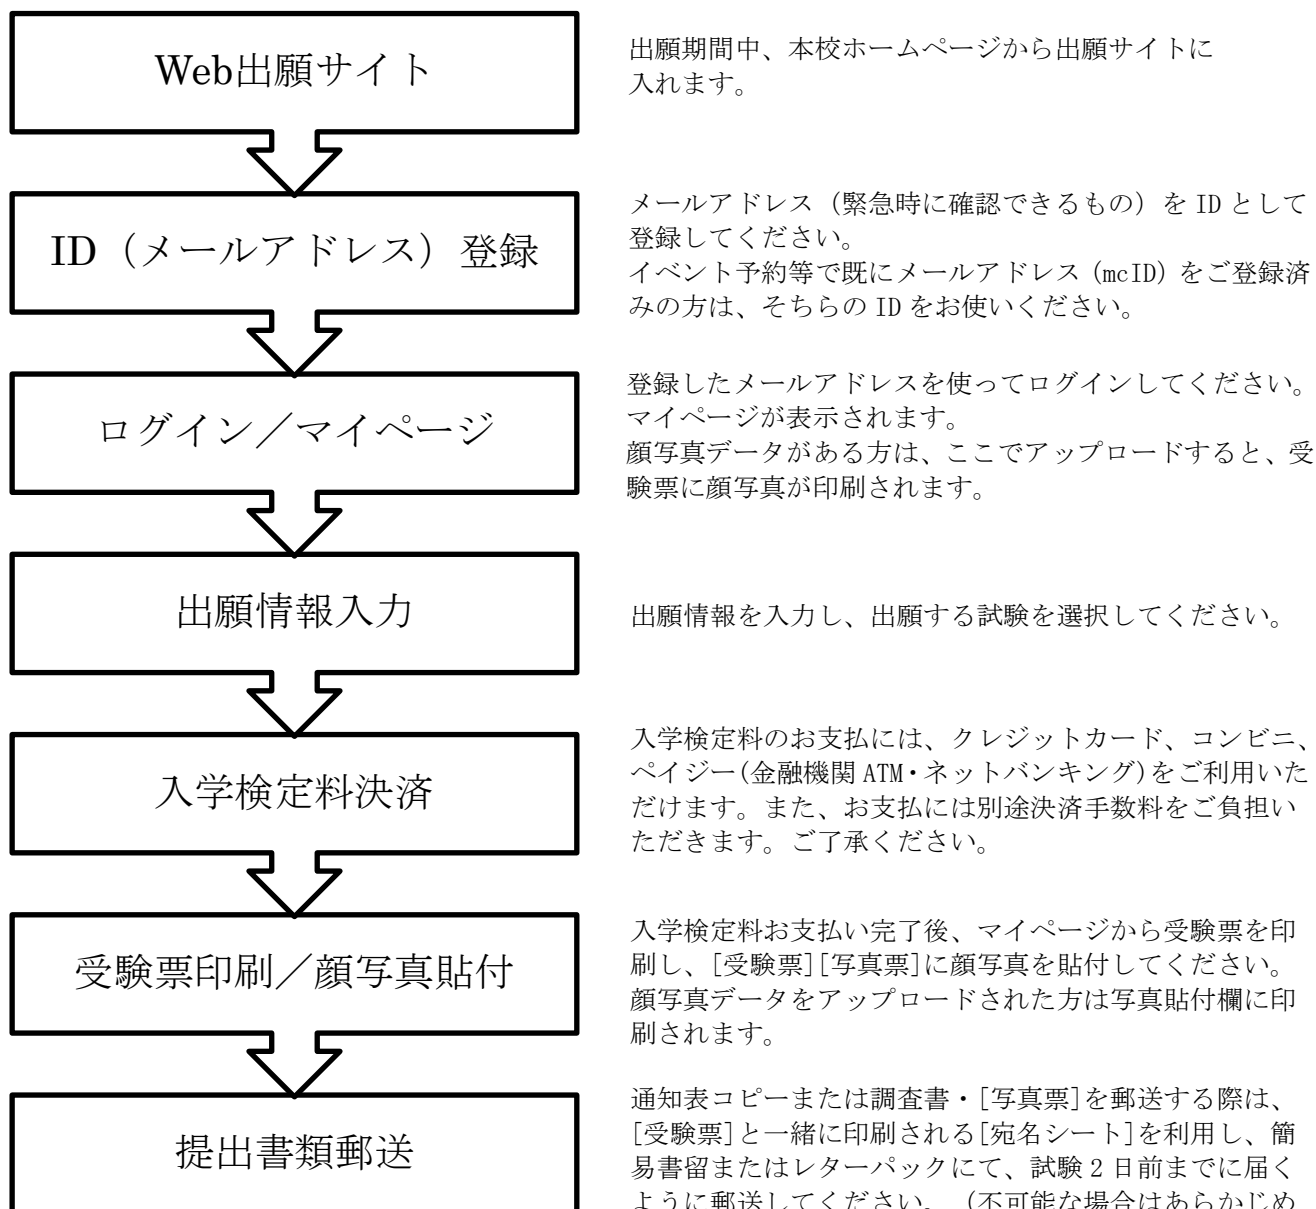 Web出願サイト
出願期間中、本校ホームページから出願サイトに
入れます。
ID（メールアドレス）登録
メールアドレス（緊急時に確認できるもの）を ID として
登録してください。
イベント予約等で既にメールアドレス（mcID）をご登録済
みの方は、そちらの ID をお使いください。
ログイン／マイページ
登録したメールアドレスを使ってログインしてください。
マイページが表示されます。
顔写真データがある方は、ここでアップロードすると、受
験票に顔写真が印刷されます。
出願情報入力
出願情報を入力し、出願する試験を選択してください。
入学検定料決済
入学検定料のお支払には、クレジットカード、コンビニ、
ペイジー(金融機関 ATM・ネットバンキング)をご利用いた
だけます。また、お支払には別途決済手数料をご負担い
ただきます。ご了承ください。
受験票印刷／顔写真貼付
入学検定料お支払い完了後、マイページから受験票を印
刷し、[受験票][写真票]に顔写真を貼付してください。
顔写真データをアップロードされた方は写真貼付欄に印
刷されます。
提出書類郵送
通知表コピーまたは調査書・[写真票]を郵送する際は、
[受験票]と一緒に印刷される[宛名シート]を利用し、簡
易書留またはレターパックにて、試験 2 日前までに届く
ように郵送してください。（不可能な場合はあらかじめ